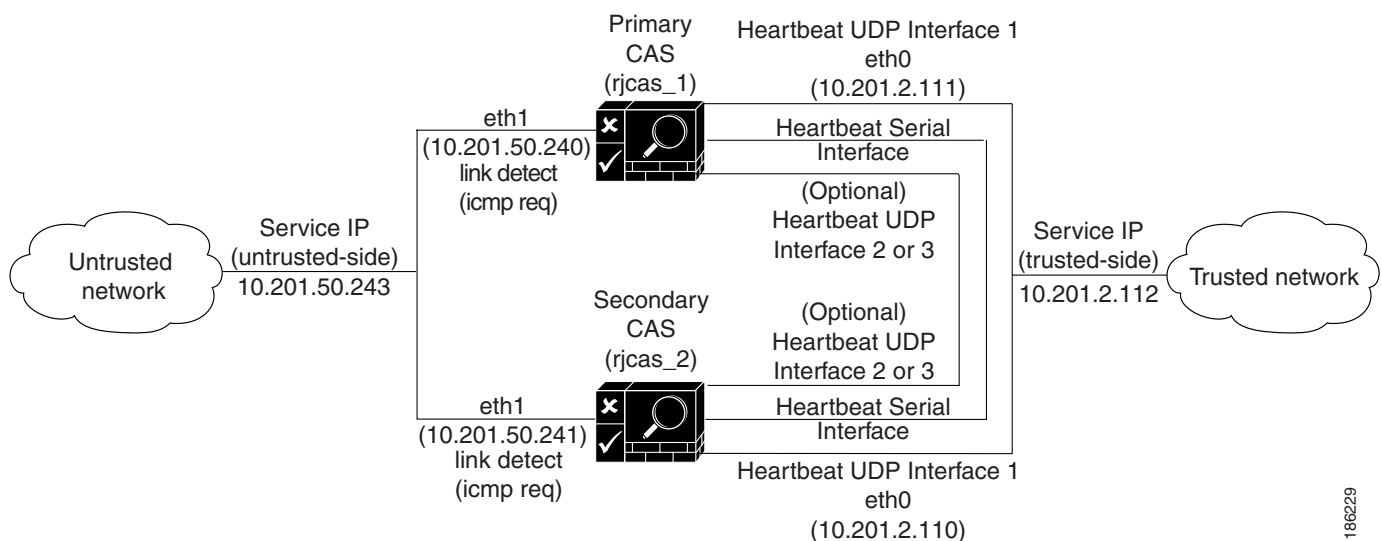 Primary
CAS
(rjcas_1)
Heartbeat UDP Interface 1
eth0
(10.201.2.111)
eth1
(10.201.50.240)
link detect
(icmp req)
Heartbeat Serial
Interface
(Optional)
Heartbeat UDP
Interface 2 or 3
Untrusted
network
Service IP
(untrusted-side)
10.201.50.243
Service IP
(trusted-side)
10.201.2.112
Trusted network
Secondary
CAS
(rjcas_2)
(Optional)
Heartbeat UDP
Interface 2 or 3
eth1
(10.201.50.241)
link detect
(icmp req)
Heartbeat Serial
Interface
Heartbeat UDP Interface 1
eth0
(10.201.2.110)
186229